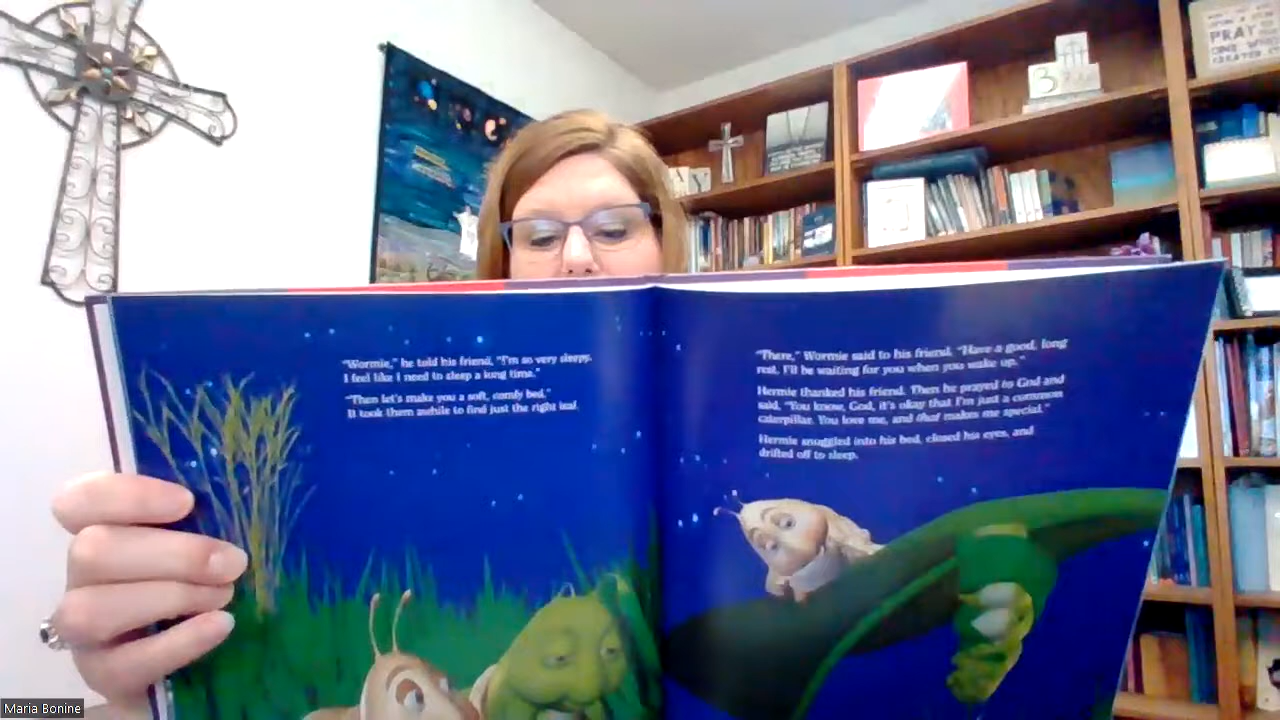 "Wormie," he told his friend, "I'm so very sleepy.
I feel like I need to sleep a long time."
"Then let's make you a soft, comfy bed."
It took them awhile to find just the right leaf.
"There," Wormie said to his friend. "Have a good, long
rest. I'll be waiting for you when you wake up."
Hermie thanked his friend. Then he prayed to God and
said, "You know, God, it's okay that I'm just a common
caterpillar. You love me, and that makes me special."
Hermie snuggled into his bed, closed his eyes, and
drifted off to sleep.
PRAY
3
Maria Bonine